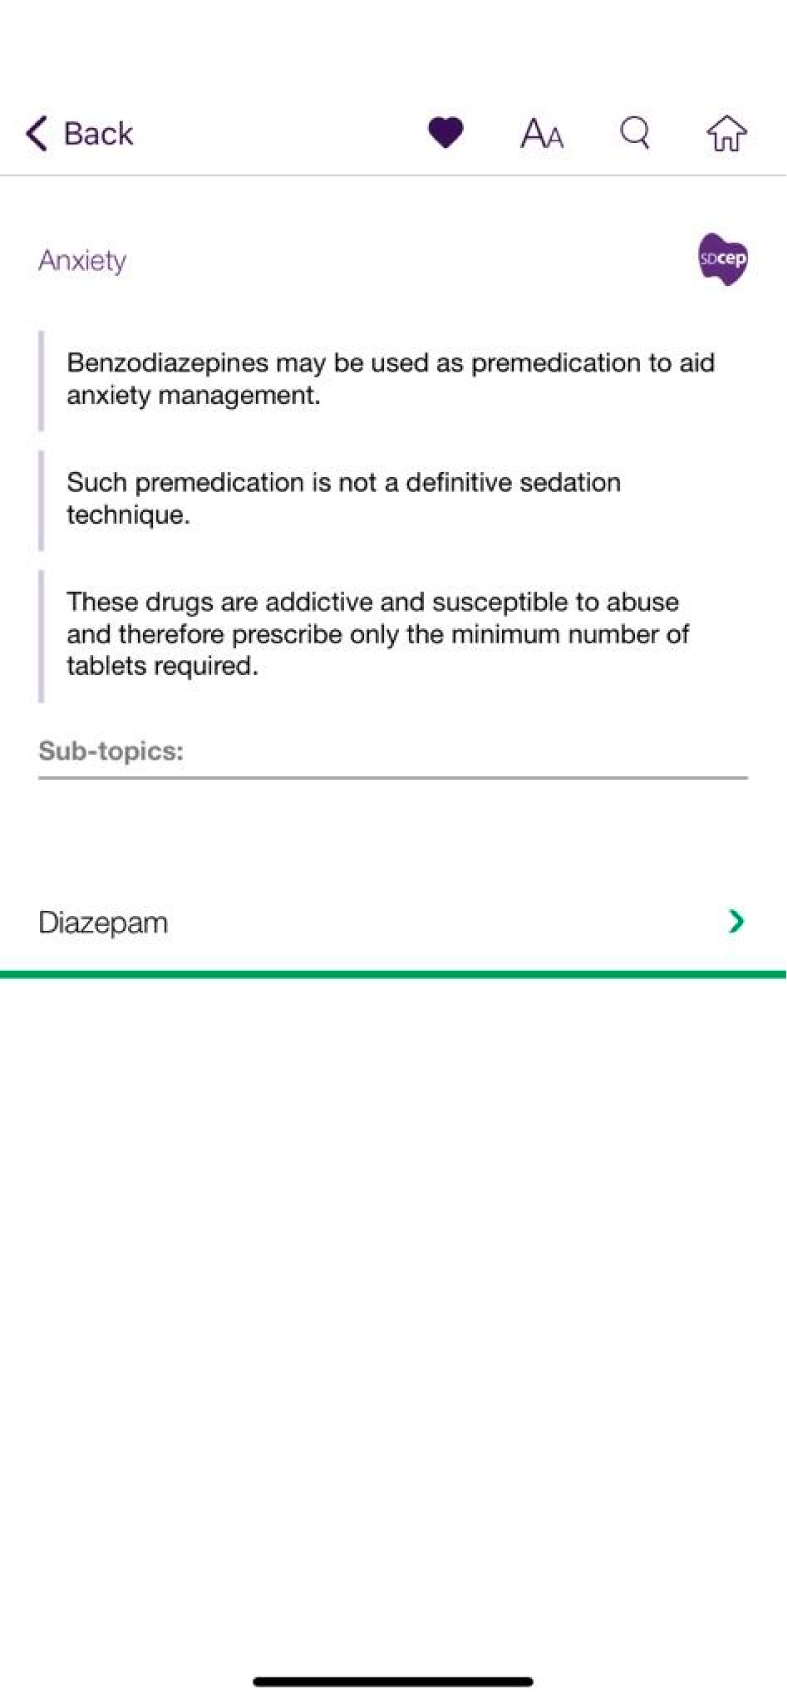 Back
AA
Anxiety
SDcep
Benzodiazepines may be used as premedication to aid
anxiety management.
Such premedication is not a definitive sedation
technique.
These drugs are addictive and susceptible to abuse
and therefore prescribe only the minimum number of
tablets required.
Sub-topics:
Diazepam